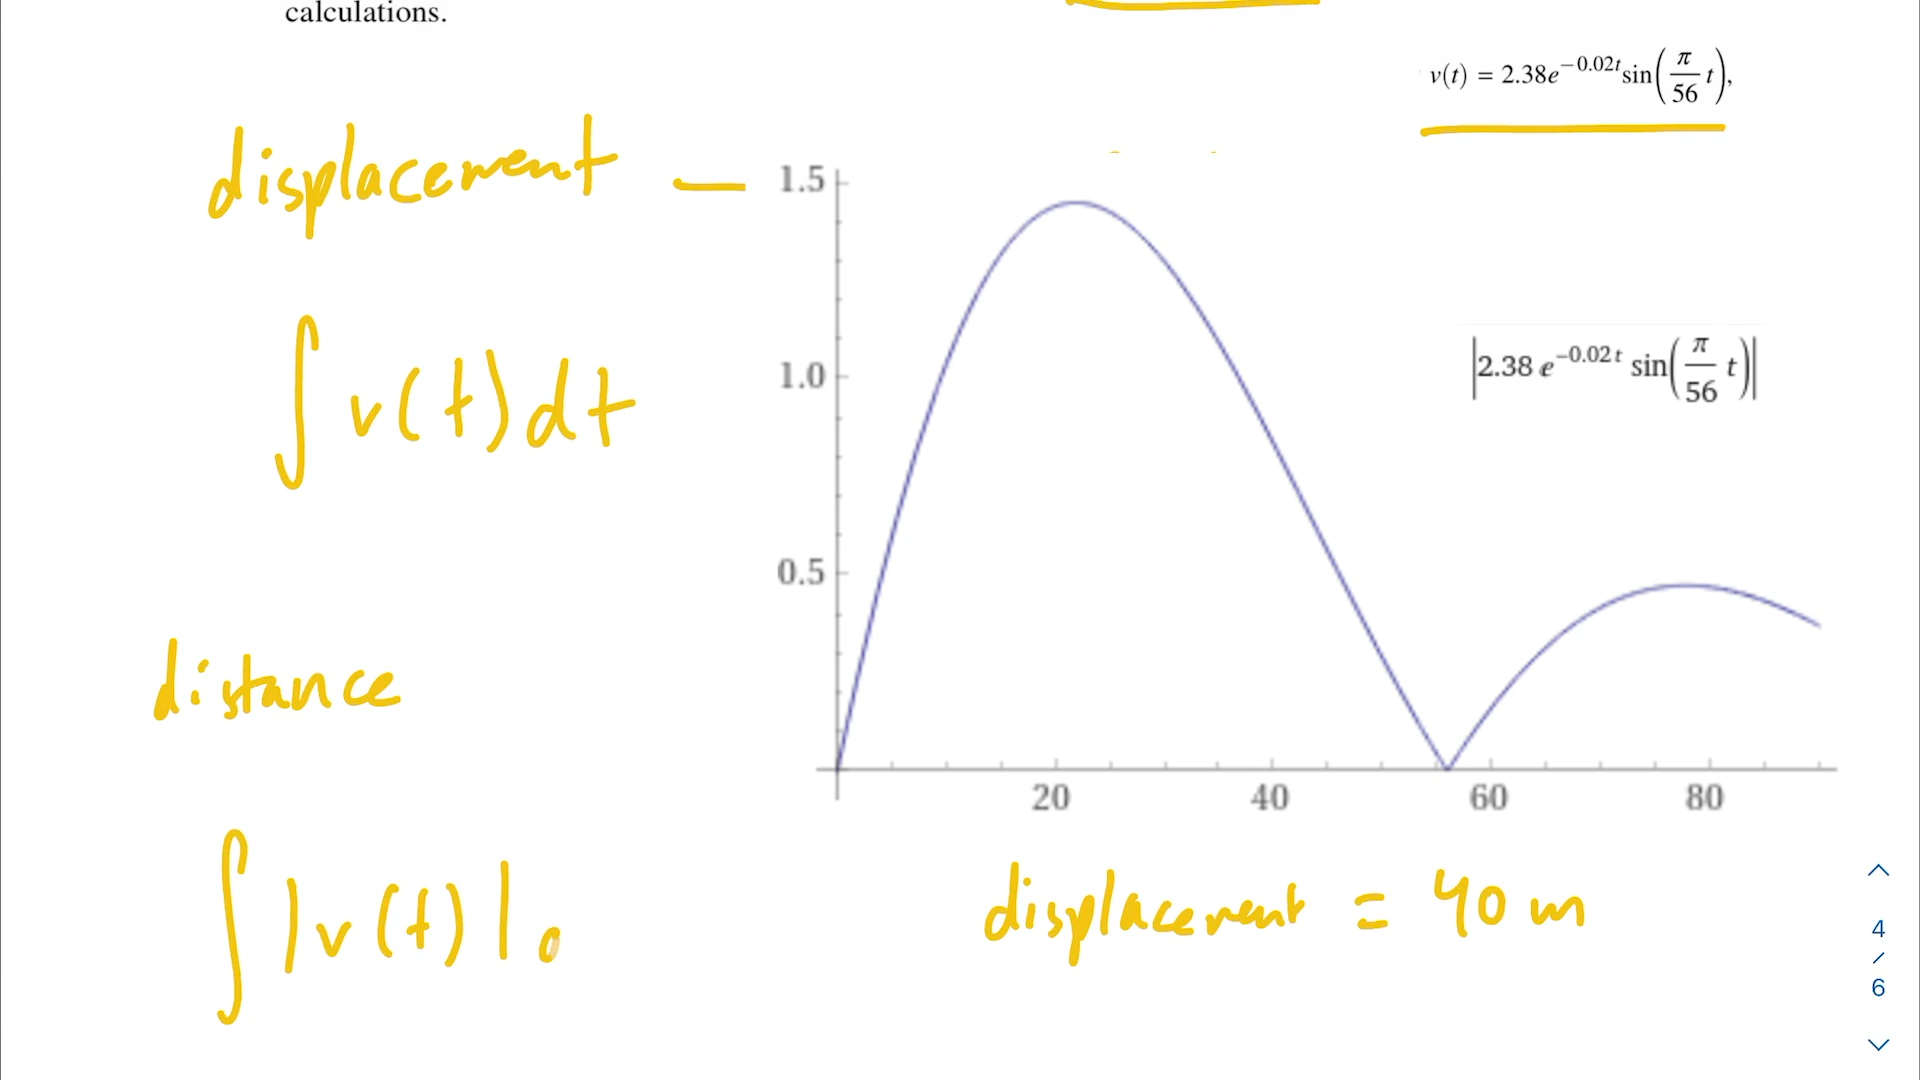 calculations.
v(t) = 2.38e^{-0.02t} sin(π/56 t),
displacement —
1.5
∫ v(t) dt
|2.38 e^{-0.02 t} sin(π/56 t)|
1.0
0.5
distance
20 40 60 80
∫ |v(t)|
displacement = 40 m
4
/
6